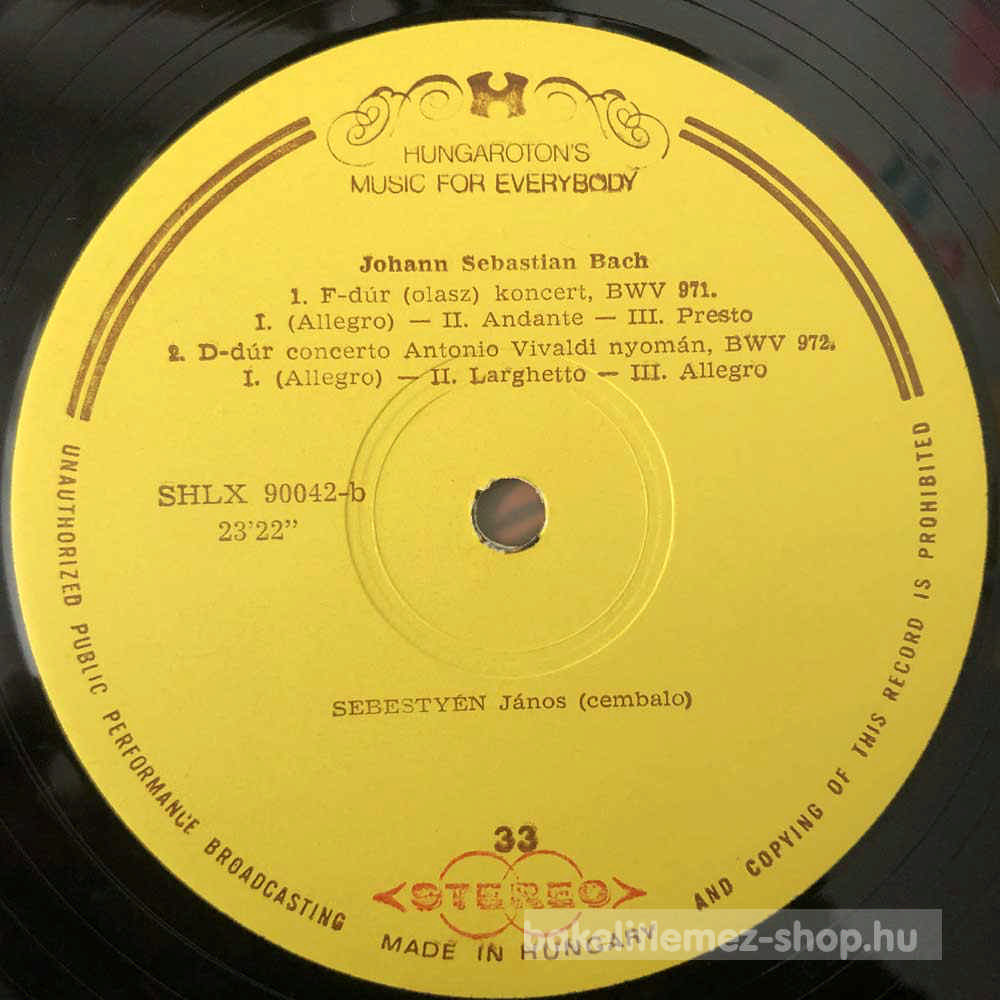 H
HUNGAROTON'S
MUSIC FOR EVERYBODY
Johann Sebastian Bach
1. F-dúr (olasz) koncert, BWV 971.
I. (Allegro) — II. Andante — III. Presto
2. D-dúr concerto Antonio Vivaldi nyomán, BWV 972.
I. (Allegro) — II. Larghetto — III. Allegro
SHLX 90042-b
23'22”
SEBESTYÉN János (cembalo)
33
STEREO
MADE IN HUNGARY
UNAUTHORIZED PUBLIC PERFORMANCE BROADCASTING
AND COPYING OF THIS RECORD IS PROHIBITED
bakelitlemez-shop.hu